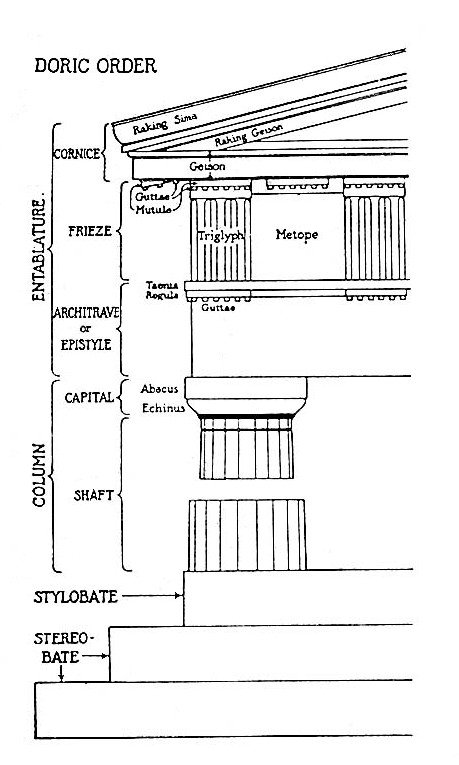 DORIC ORDER
Raking Sima
Raking Geison
CORNICE
Geison
Guttae
Mutule
ENTABLATURE.
FRIEZE
Triglyph
Metope
Taenia
Regula
Guttae
ARCHITRAVE
or
EPISTYLE
CAPITAL
Abacus
Echinus
COLUMN
SHAFT
STYLOBATE
STEREO-
BATE